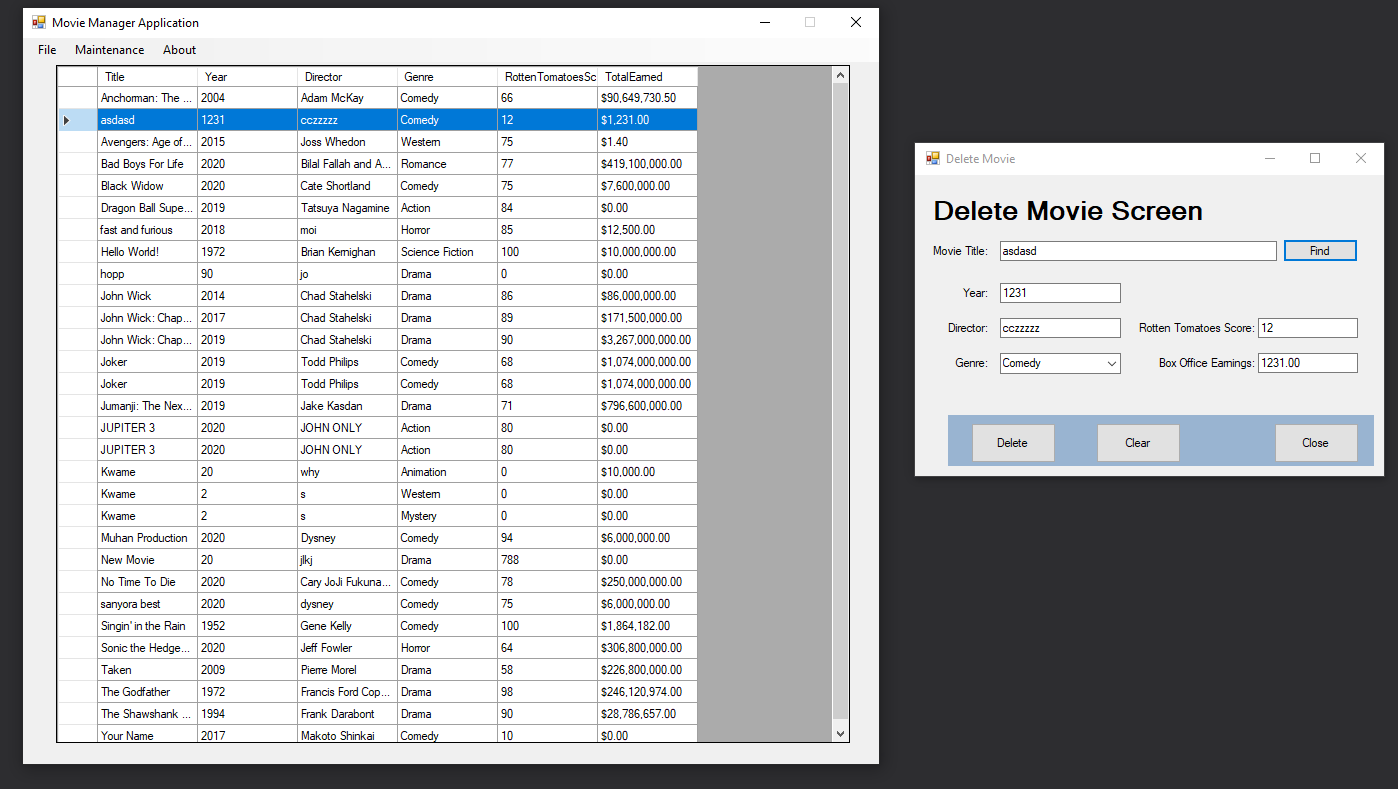 Movie Manager Application
File Maintenance About
Title Year Director Genre RottenTomatoesSc TotalEarned
Anchorman: The ... 2004 Adam McKay Comedy 66 $90,649,730.50
asdasd 1231 cczzzzz Comedy 12 $1,231.00
Avengers: Age of... 2015 Joss Whedon Western 75 $1.40
Bad Boys For Life 2020 Bilal Fallah and A... Romance 77 $419,100,000.00
Black Widow 2020 Cate Shortland Comedy 75 $7,600,000.00
Dragon Ball Supe... 2019 Tatsuya Nagamine Action 84 $0.00
fast and furious 2018 moi Horror 85 $12,500.00
Hello World! 1972 Brian Kernighan Science Fiction 100 $10,000,000.00
hopp 90 jo Drama 0 $0.00
John Wick 2014 Chad Stahelski Drama 86 $86,000,000.00
John Wick: Chap... 2017 Chad Stahelski Drama 89 $171,500,000.00
John Wick: Chap... 2019 Chad Stahelski Drama 90 $3,267,000,000.00
Joker 2019 Todd Philips Comedy 68 $1,074,000,000.00
Joker 2019 Todd Philips Comedy 68 $1,074,000,000.00
Jumanji: The Nex... 2019 Jake Kasdan Drama 71 $796,600,000.00
JUPITER 3 2020 JOHN ONLY Action 80 $0.00
JUPITER 3 2020 JOHN ONLY Action 80 $0.00
Kwame 20 why Animation 0 $10,000.00
Kwame 2 s Western 0 $0.00
Kwame 2 s Mystery 0 $0.00
Muhan Production 2020 Dysney Comedy 94 $6,000,000.00
New Movie 20 jlkj Drama 788 $0.00
No Time To Die 2020 Cary JoJi Fukuna... Comedy 78 $250,000,000.00
sanyora best 2020 dysney Comedy 75 $6,000,000.00
Singin' in the Rain 1952 Gene Kelly Comedy 100 $1,864,182.00
Sonic the Hedge... 2020 Jeff Fowler Horror 64 $306,800,000.00
Taken 2009 Pierre Morel Drama 58 $226,800,000.00
The Godfather 1972 Francis Ford Cop... Drama 98 $246,120,974.00
The Shawshank ... 1994 Frank Darabont Drama 90 $28,786,657.00
Your Name 2017 Makoto Shinkai Comedy 10 $0.00
Delete Movie
Delete Movie Screen
Movie Title: asdasd Find
Year: 1231
Director: cczzzzz Rotten Tomatoes Score: 12
Genre: Comedy Box Office Earnings: 1231.00
Delete Clear Close